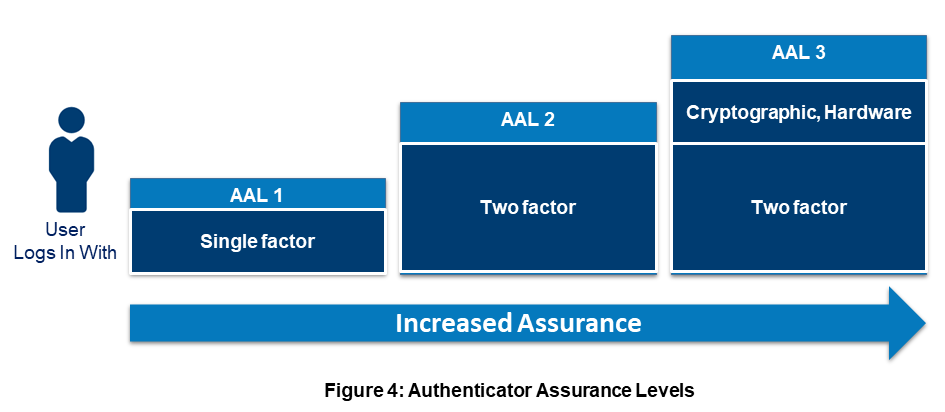 User
Logs In With
AAL 1
Single factor
AAL 2
Two factor
AAL 3
Cryptographic, Hardware
Two factor
Increased Assurance
Figure 4: Authenticator Assurance Levels